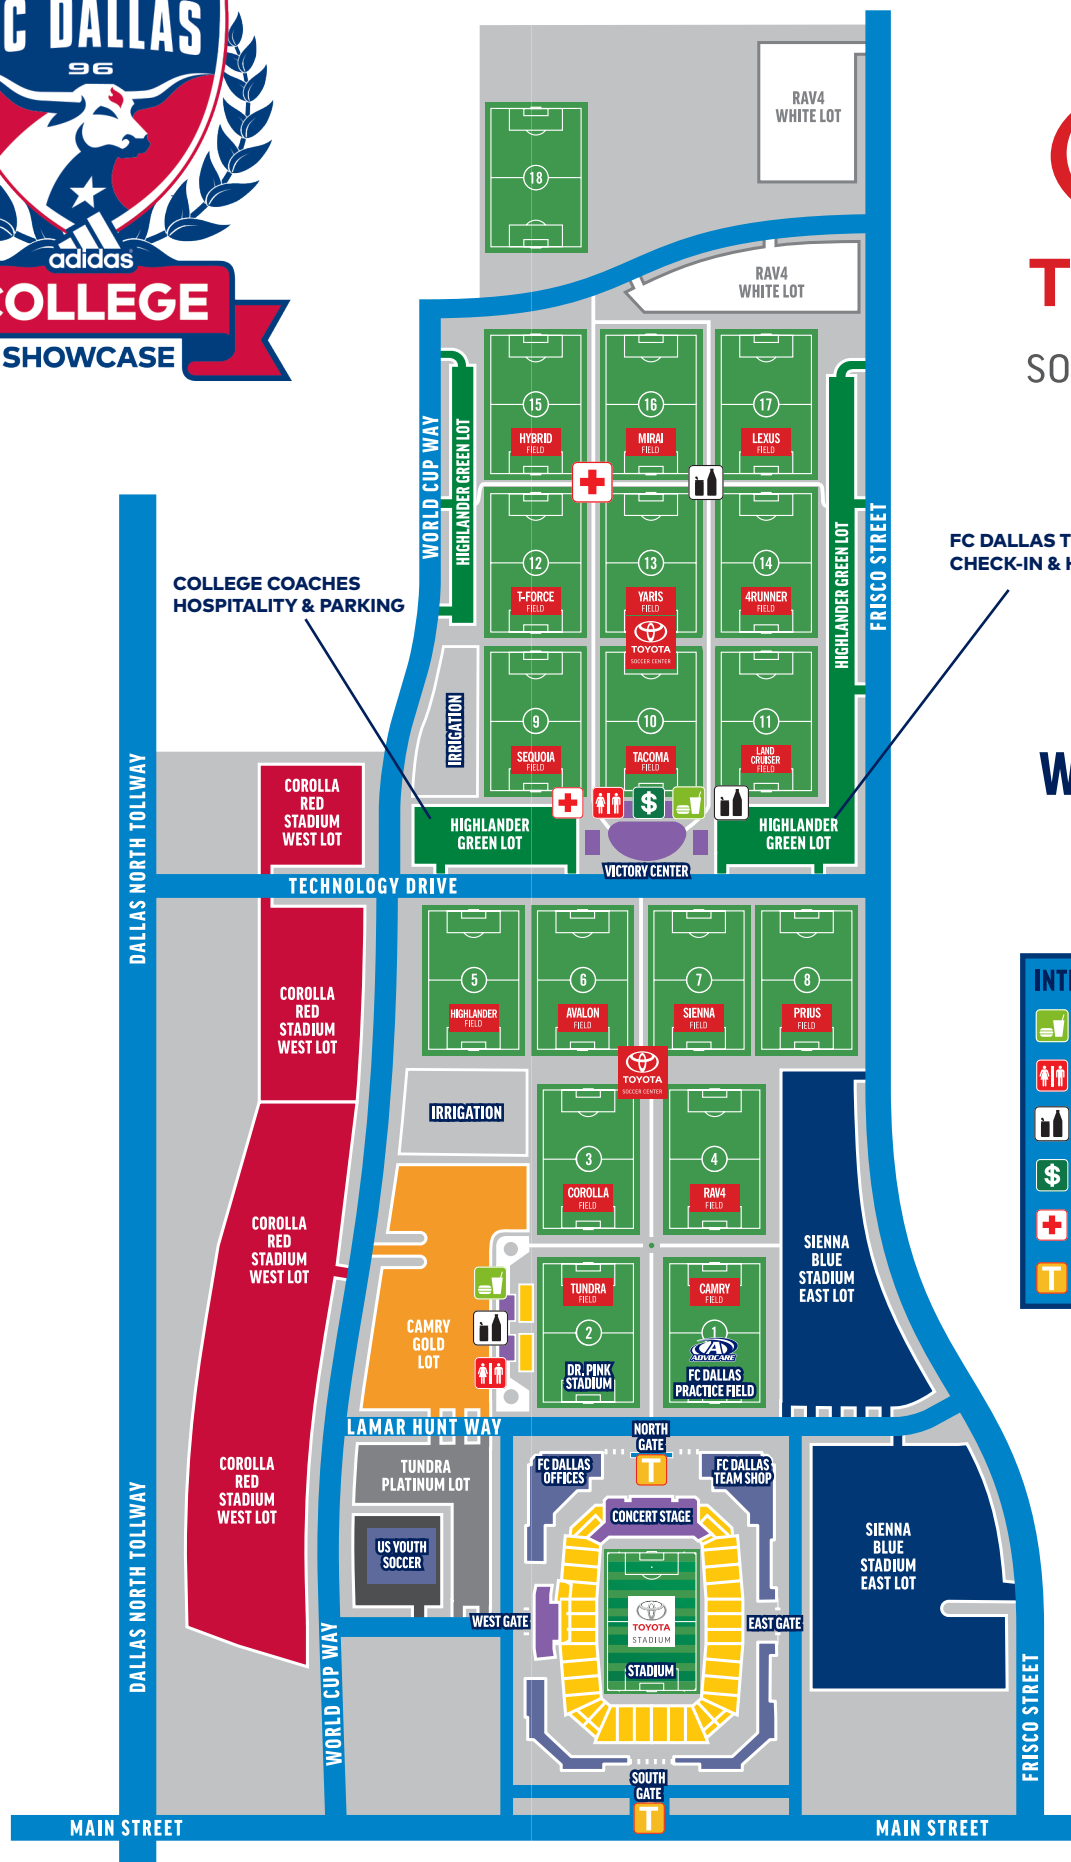 C DALLAS
96
adidas
COLLEGE
SHOWCASE
RAV4
WHITE LOT
18
RAV4
WHITE LOT
T
SO
WORLD CUP WAY
HIGHLANDER GREEN LOT
15
HYBRID
FIELD
16
MIRAI
FIELD
17
LEXUS
FIELD
12
T-FORCE
FIELD
13
YARIS
FIELD
14
4RUNNER
FIELD
TOYOTA
SOCCER CENTER
HIGHLANDER GREEN LOT
FRISCO STREET
FC DALLAS T
CHECK-IN & H
COLLEGE COACHES
HOSPITALITY & PARKING
IRRIGATION
9
SEQUOIA
FIELD
10
TACOMA
FIELD
11
LAND
CRUISER
FIELD
W
DALLAS NORTH TOLLWAY
COROLLA
RED
STADIUM
WEST LOT
HIGHLANDER
GREEN LOT
$
HIGHLANDER
GREEN LOT
VICTORY CENTER
TECHNOLOGY DRIVE
COROLLA
RED
STADIUM
WEST LOT
5
HIGHLANDER
FIELD
6
AVALON
FIELD
7
SIENNA
FIELD
8
PRIUS
FIELD
TOYOTA
SOCCER CENTER
INT
$
T
IRRIGATION
3
COROLLA
FIELD
4
RAV4
FIELD
COROLLA
RED
STADIUM
WEST LOT
SIENNA
BLUE
STADIUM
EAST LOT
CAMRY
GOLD
LOT
TUNDRA
FIELD
2
DR. PINK
STADIUM
CAMRY
FIELD
1
ADVOCARE
FC DALLAS
PRACTICE FIELD
LAMAR HUNT WAY
NORTH
GATE
T
COROLLA
RED
STADIUM
WEST LOT
TUNDRA
PLATINUM LOT
FC DALLAS
OFFICES
FC DALLAS
TEAM SHOP
CONCERT STAGE
US YOUTH
SOCCER
SIENNA
BLUE
STADIUM
EAST LOT
DALLAS NORTH TOLLWAY
WEST GATE
TOYOTA
STADIUM
EAST GATE
STADIUM
WORLD CUP WAY
FRISCO STREET
SOUTH
GATE
T
MAIN STREET
MAIN STREET